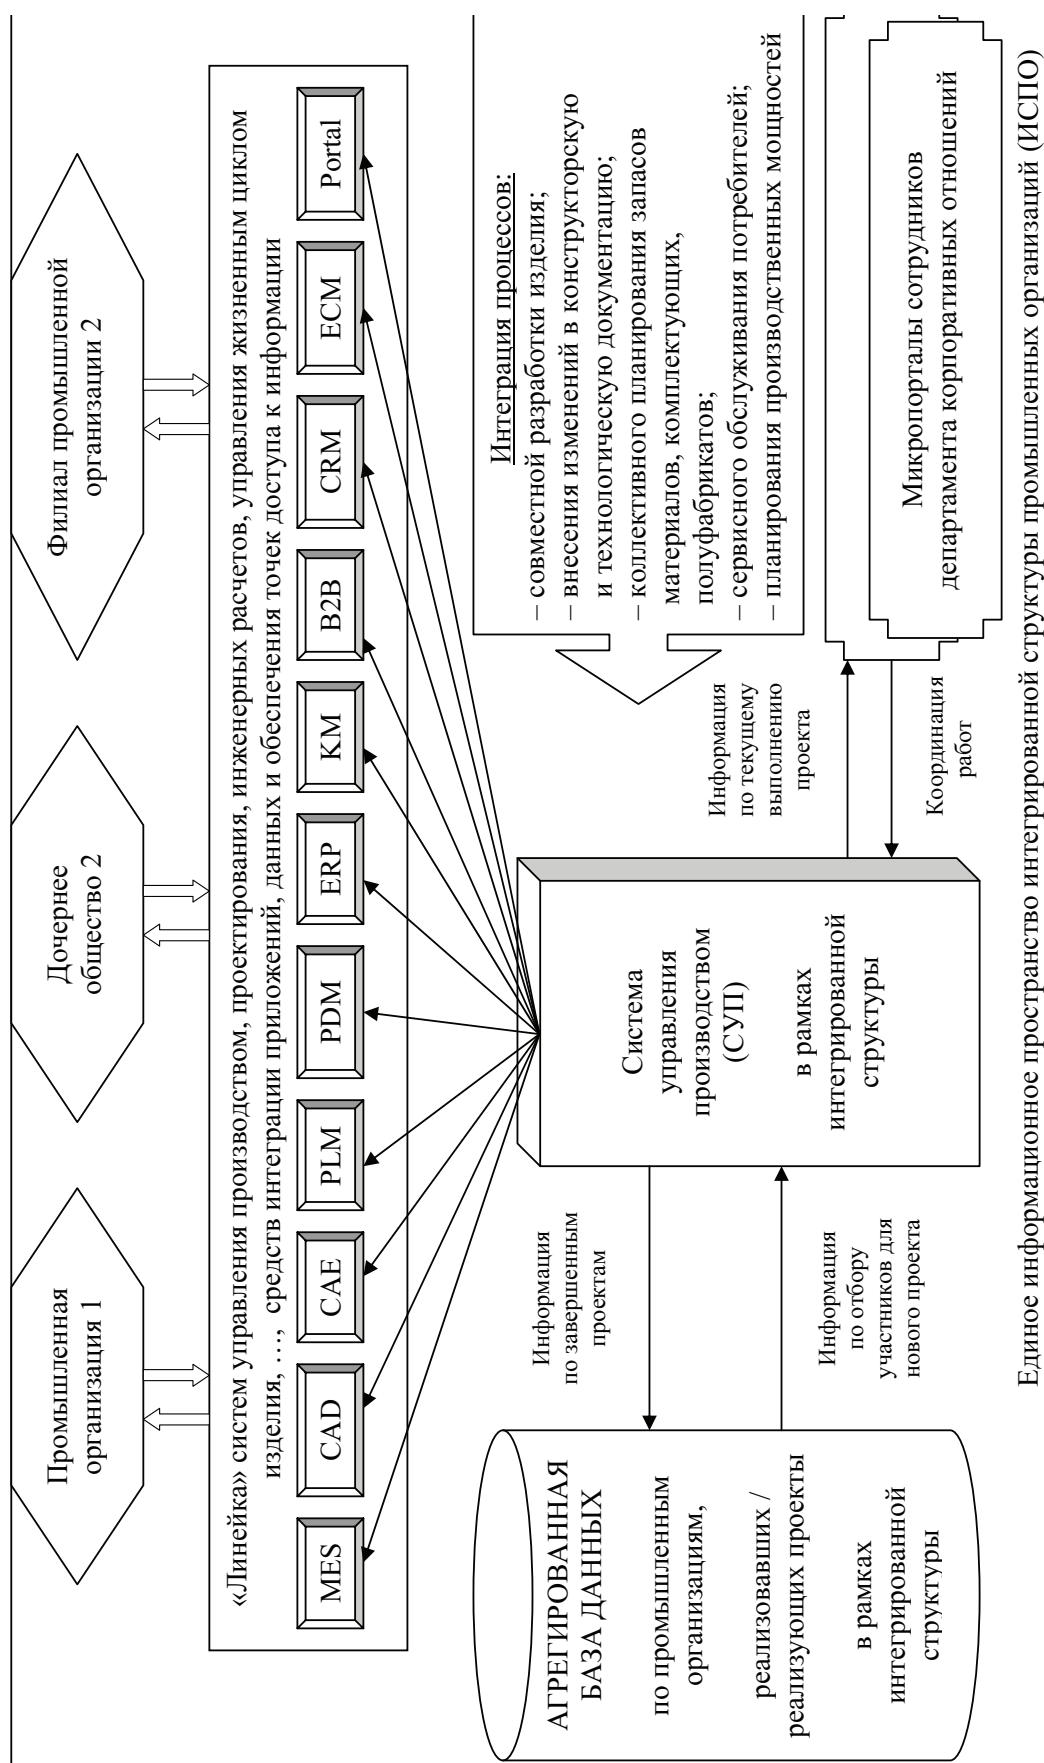 Промышленная
организация 1
Дочернее
общество 2
Филиал промышленной
организации 2
«Линейка» систем управления производством, проектирования, инженерных расчетов, управления жизненным циклом
изделия, …, средств интеграции приложений, данных и обеспечения точек доступа к информации
MES
CAD
CAE
PLM
PDM
ERP
KM
B2B
CRM
ECM
Portal
АГРЕГИРОВАННАЯ
БАЗА ДАННЫХ
по промышленным
организациям,
реализовавших /
реализующих проекты
в рамках
интегрированной
структуры
Информация
по завершенным
проектам
Информация
по отбору
участников для
нового проекта
Система
управления
производством
(СУП)
в рамках
интегрированной
структуры
Информация
по текущему
выполнению
проекта
Координация
работ
Интеграция процессов:
– совместной разработки изделия;
– внесения изменений в конструкторскую
и технологическую документацию;
– коллективного планирования запасов
материалов, комплектующих,
полуфабрикатов;
– сервисного обслуживания потребителей;
– планирования производственных мощностей
Микропорталы сотрудников
департамента корпоративных отношений
Единое информационное пространство интегрированной структуры промышленных организаций (ИСПО)